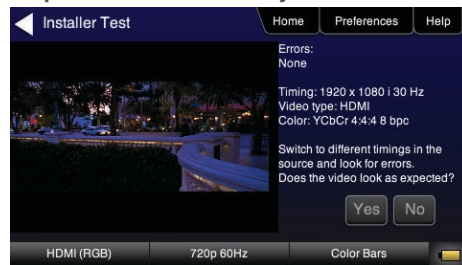 Installer Test
Home
Preferences
Help
Errors:
None
Timing: 1920 x 1080 i 30 Hz
Video type: HDMI
Color: YCbCr 4:4:4 8 bpc
Switch to different timings in the
source and look for errors.
Does the video look as expected?
Yes
No
HDMI (RGB)
720p 60Hz
Color Bars